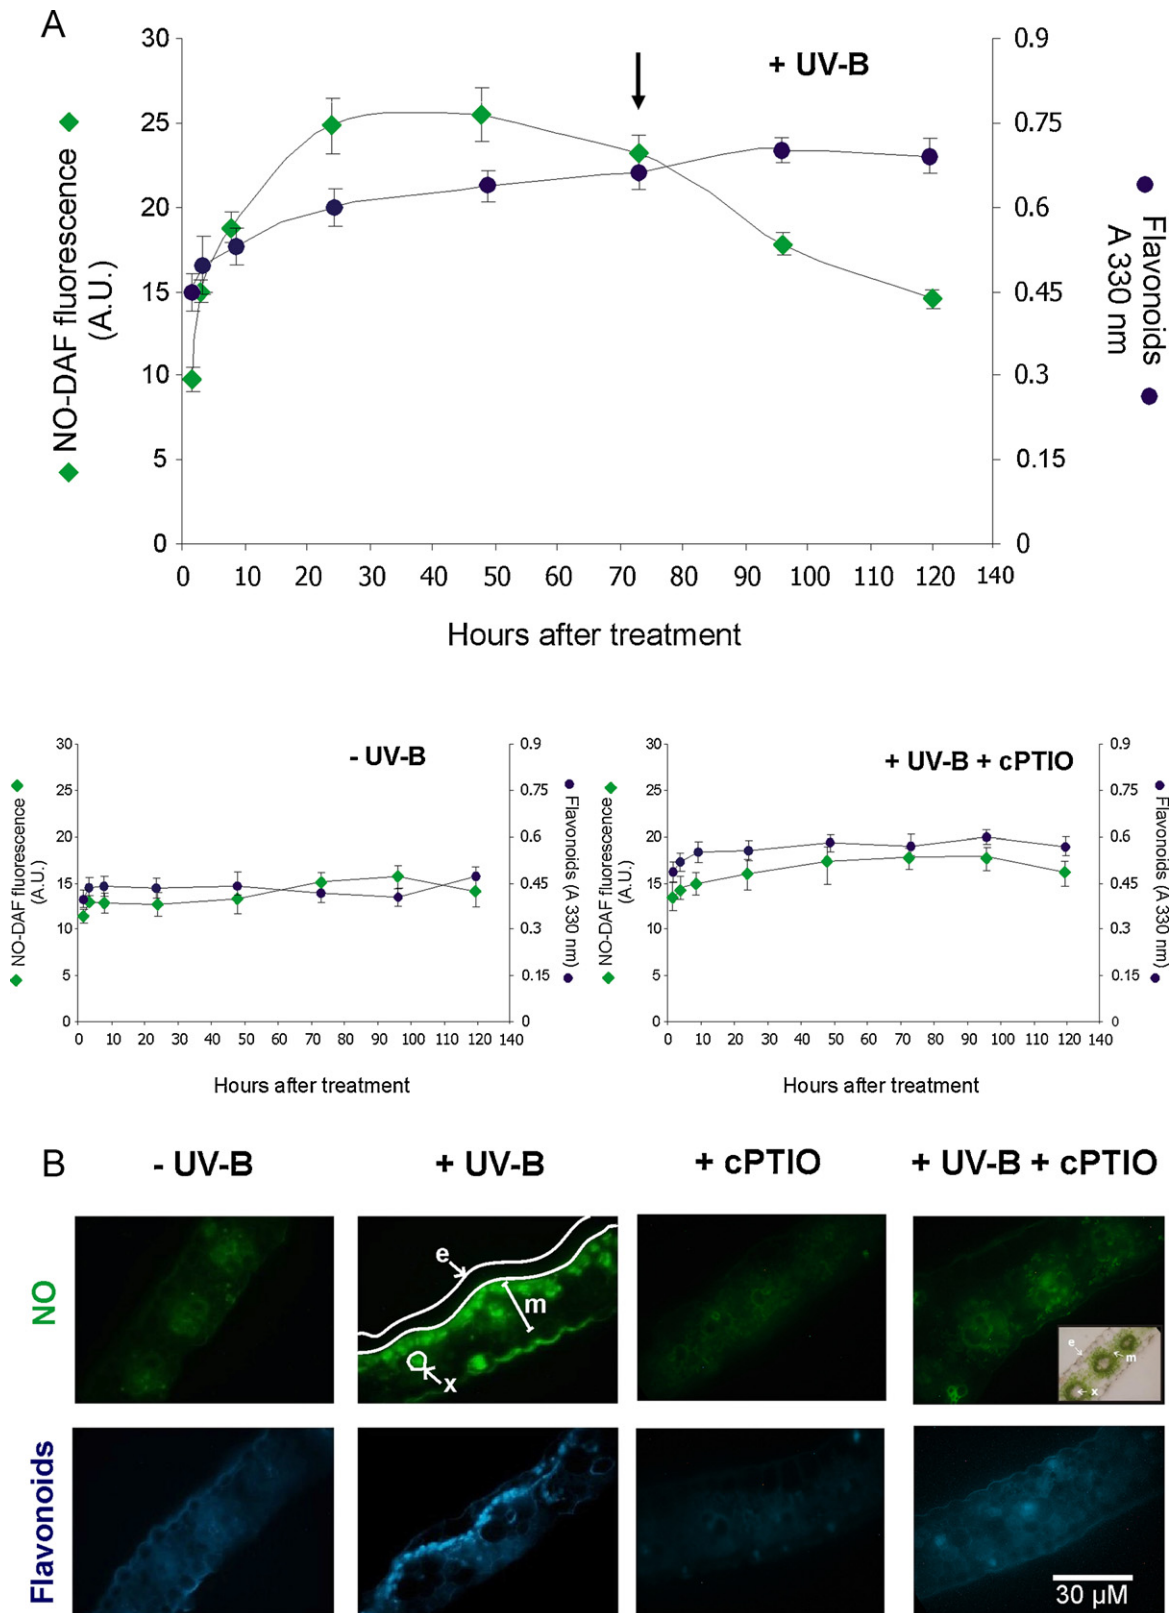 A
+ UV-B
30
25
20
15
10
5
0
0.9
0.75
0.6
0.45
0.3
0.15
0
0 10 20 30 40 50 60 70 80 90 100 110 120 140
NO-DAF fluorescence
(A.U.)
Flavonoids
A 330 nm
Hours after treatment
- UV-B
30
25
20
15
10
5
0
0.9
0.75
0.6
0.45
0.3
0.15
0
0 10 20 30 40 50 60 70 80 90 100 120 140
NO-DAF fluorescence
(A.U.)
Flavonoids (A 330 nm)
Hours after treatment
+ UV-B + cPTIO
30
25
20
15
10
5
0
0.9
0.75
0.6
0.45
0.3
0.15
0
0 10 20 30 40 50 60 70 80 90 100 120 140
NO-DAF fluorescence
(A.U.)
Flavonoids (A 330 nm)
Hours after treatment
B
- UV-B
+ UV-B
+ cPTIO
+ UV-B + cPTIO
NO
e
m
x
e
m
x
Flavonoids
30 µM